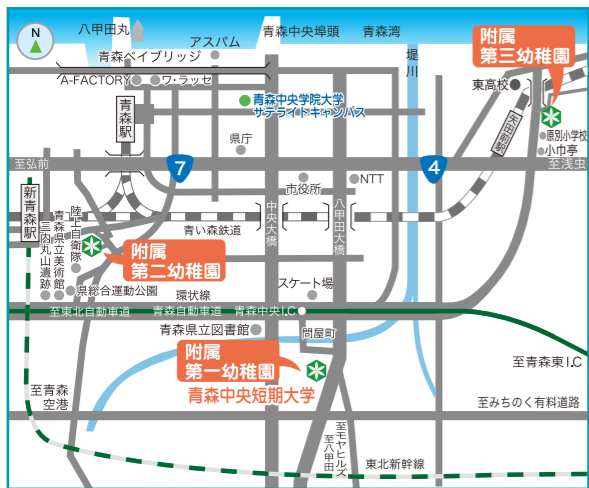 N
八甲田丸
青森中央埠頭
青森湾
アスパム
青森ベイブリッジ
堤川
附属
第三幼稚園
A-FACTORY
ワ・ラッセ
東高校
青森中央学院大学
サテライトキャンパス
青森駅
矢田前駅
原別小学校
小巾亭
県庁
至弘前
7
4
至浅虫
新青森駅
市役所
NTT
陸上自衛隊
青森県立美術館
三内丸山遺跡
中央大橋
八甲田大橋
青い森鉄道
附属
第二幼稚園
県総合運動公園
スケート場
環状線
至東北自動車道
青森自動車道
青森中央I.C
青森県立図書館
問屋町
附属
第一幼稚園
青森中央短期大学
至青森東I.C
至青森
空港
至みちのく有料道路
至モヤヒルズ
至八甲田
東北新幹線